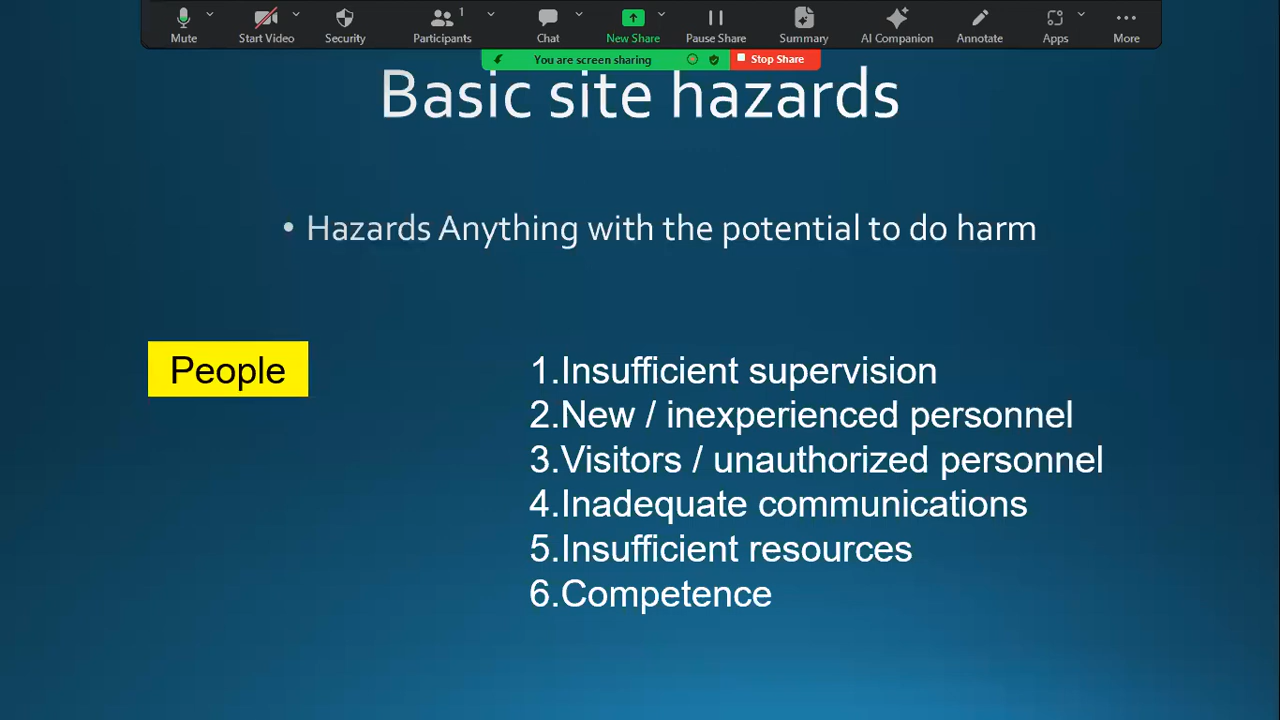 Mute
Start Video
Security
Participants
1
Chat
New Share
Pause Share
Summary
AI Companion
Annotate
Apps
More
You are screen sharing
Stop Share
Basic site hazards
• Hazards Anything with the potential to do harm
People
1.Insufficient supervision
2.New / inexperienced personnel
3.Visitors / unauthorized personnel
4.Inadequate communications
5.Insufficient resources
6.Competence